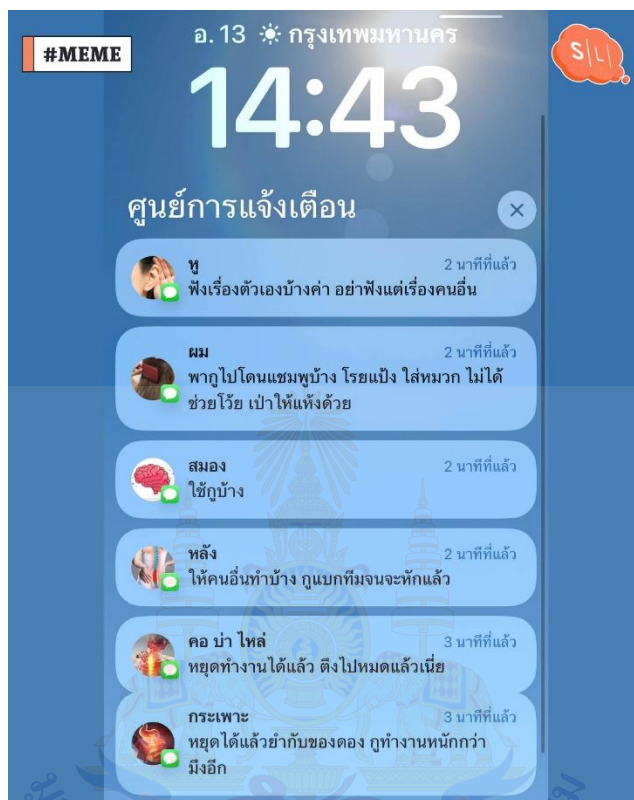 #MEME
อ. 13 กรุงเทพมหานคร
S|L|
14:43
ศูนย์การแจ้งเตือน
หู 2 นาทีที่แล้ว
ฟังเรื่องตัวเองบ้างค่า อย่าฟังแต่เรื่องคนอื่น
ผม 2 นาทีที่แล้ว
พากูไปโดนแชมพูบ้าง โรยแป้ง ใส่หมวก ไม่ได้
ช่วยโว้ย เป่าให้แห้งด้วย
สมอง 2 นาทีที่แล้ว
ใช้กูบ้าง
หลัง 2 นาทีที่แล้ว
ให้คนอื่นทำบ้าง กูแบกทีมจนจะหักแล้ว
คอ บ่า ไหล่ 3 นาทีที่แล้ว
หยุดทำงานได้แล้ว ตึงไปหมดแล้วเนี่ย
กระเพาะ 3 นาทีที่แล้ว
หยุดได้แล้วยำกับของดอง กูทำงานหนักกว่า
มึงอีก